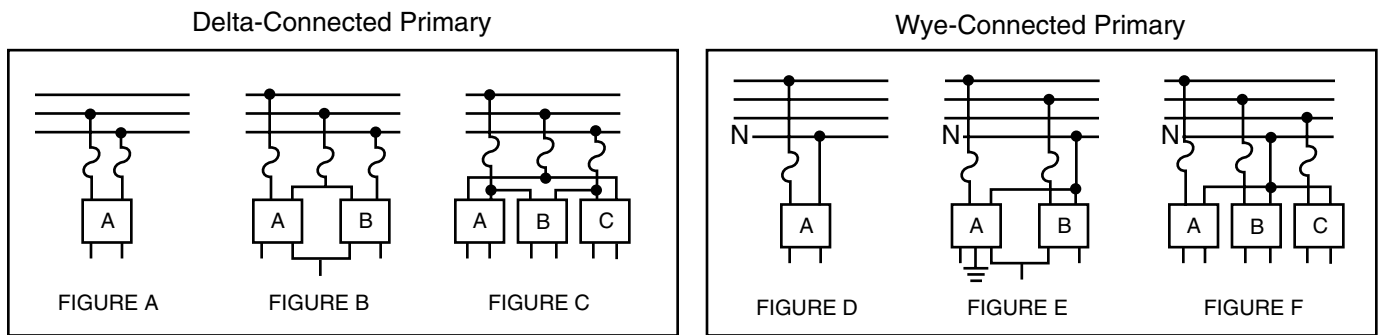 Delta-Connected Primary
A
FIGURE A
A B
FIGURE B
A B C
FIGURE C
Wye-Connected Primary
N
A
FIGURE D
N
A B
FIGURE E
N
A B C
FIGURE F